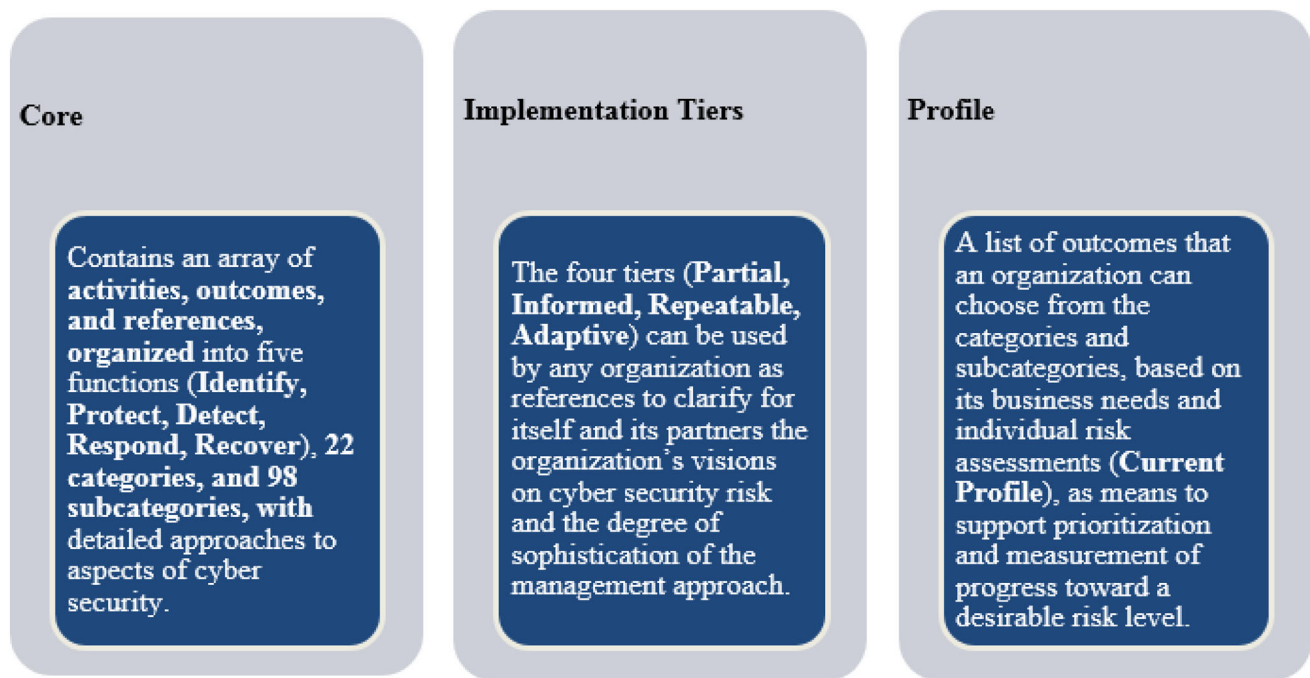 Core
Contains an array of
activities, outcomes,
and references,
organized into five
functions (Identify,
Protect, Detect,
Respond, Recover), 22
categories, and 98
subcategories, with
detailed approaches to
aspects of cyber
security.
Implementation Tiers
The four tiers (Partial,
Informed, Repeatable,
Adaptive) can be used
by any organization as
references to clarify for
itself and its partners the
organization’s visions
on cyber security risk
and the degree of
sophistication of the
management approach.
Profile
A list of outcomes that
an organization can
choose from the
categories and
subcategories, based on
its business needs and
individual risk
assessments (Current
Profile), as means to
support prioritization
and measurement of
progress toward a
desirable risk level.